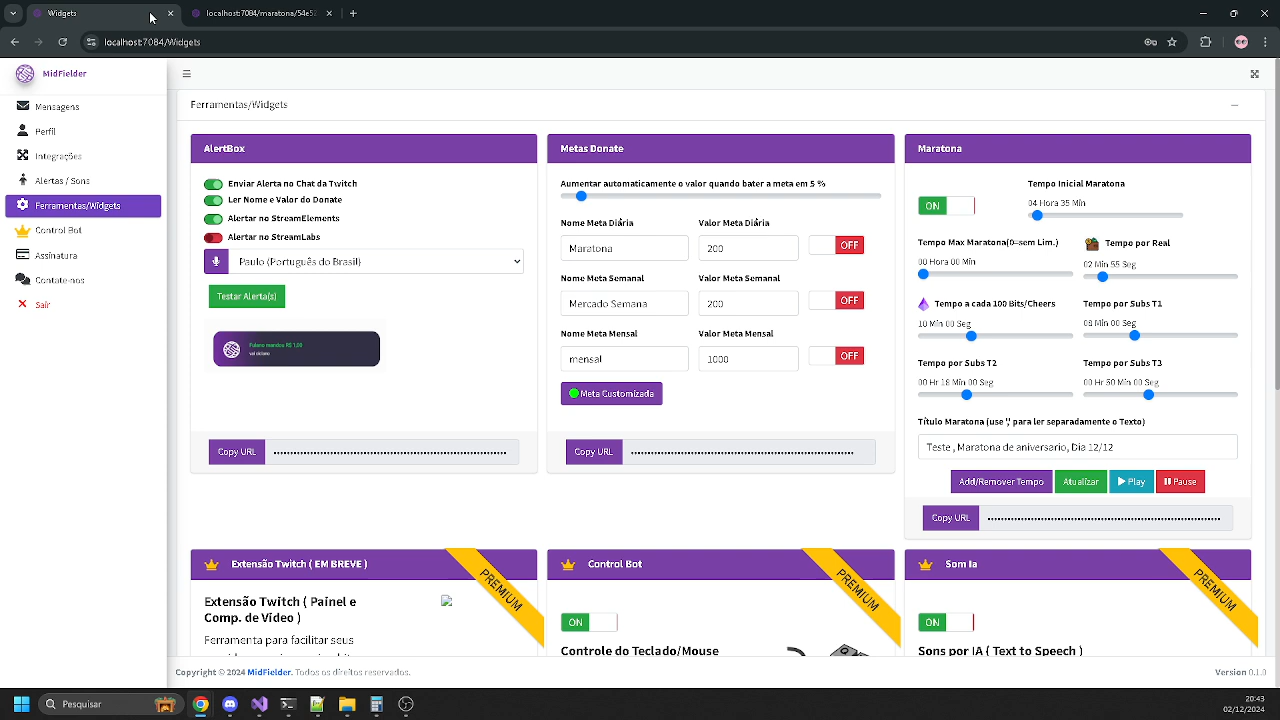 Widgets
localhost:7084/maratona/54e5
localhost:7084/Widgets
MidFielder
Mensagens
Perfil
Integrações
Alertas / Sons
Ferramentas/Widgets
Control Bot
Assinatura
Contate-nos
Sair
Ferramentas/Widgets
AlertBox
Enviar Alerta no Chat da Twitch
Ler Nome e Valor do Donate
Alertar no StreamElements
Alertar no StreamLabs
Paulo (Português do Brasil)
Testar Alerta(s)
Fulano mandou R$ 1,00
vai ciclano
Copy URL
Metas Donate
Aumentar automaticamente o valor quando bater a meta em 5 %
Nome Meta Diária
Valor Meta Diária
Maratona
200
OFF
Nome Meta Semanal
Valor Meta Semanal
Mercado Semana
200
OFF
Nome Meta Mensal
Valor Meta Mensal
mensal
1000
OFF
Meta Customizada
Copy URL
Maratona
ON
Tempo Inicial Maratona
04 Hora 35 Min
Tempo Max Maratona(0=sem Lim.)
00 Hora 00 Min
Tempo por Real
02 Min 55 Seg
Tempo a cada 100 Bits/Cheers
10 Min 00 Seg
Tempo por Subs T1
08 Min 00 Seg
Tempo por Subs T2
00 Hr 18 Min 00 Seg
Tempo por Subs T3
00 Hr 30 Min 00 Seg
Título Maratona (use ',' para ler separadamente o Texto)
Teste , Maratona de aniversario, Dia 12/12
Add/Remover Tempo
Atualizar
Play
Pause
Copy URL
Extensão Twitch ( EM BREVE )
PREMIUM
Extensão Twitch ( Painel e
Comp. de Video )
Ferramenta para facilitar seus
Control Bot
PREMIUM
ON
Controle do Teclado/Mouse
Som Ia
PREMIUM
ON
Sons por IA ( Text to Speech )
Copyright © 2024 MidFielder. Todos os direitos reservados.
Version 0.1.0
Pesquisar
20:43
02/12/2024